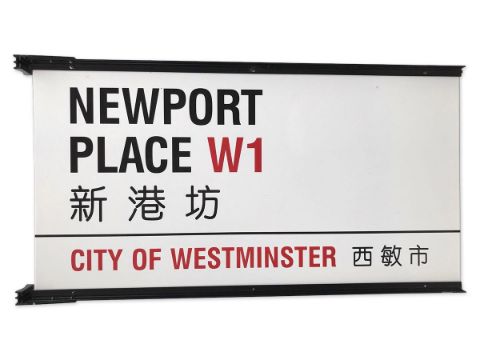 NEWPORT
PLACE W1
新港坊
CITY OF WESTMINSTER 西敏市